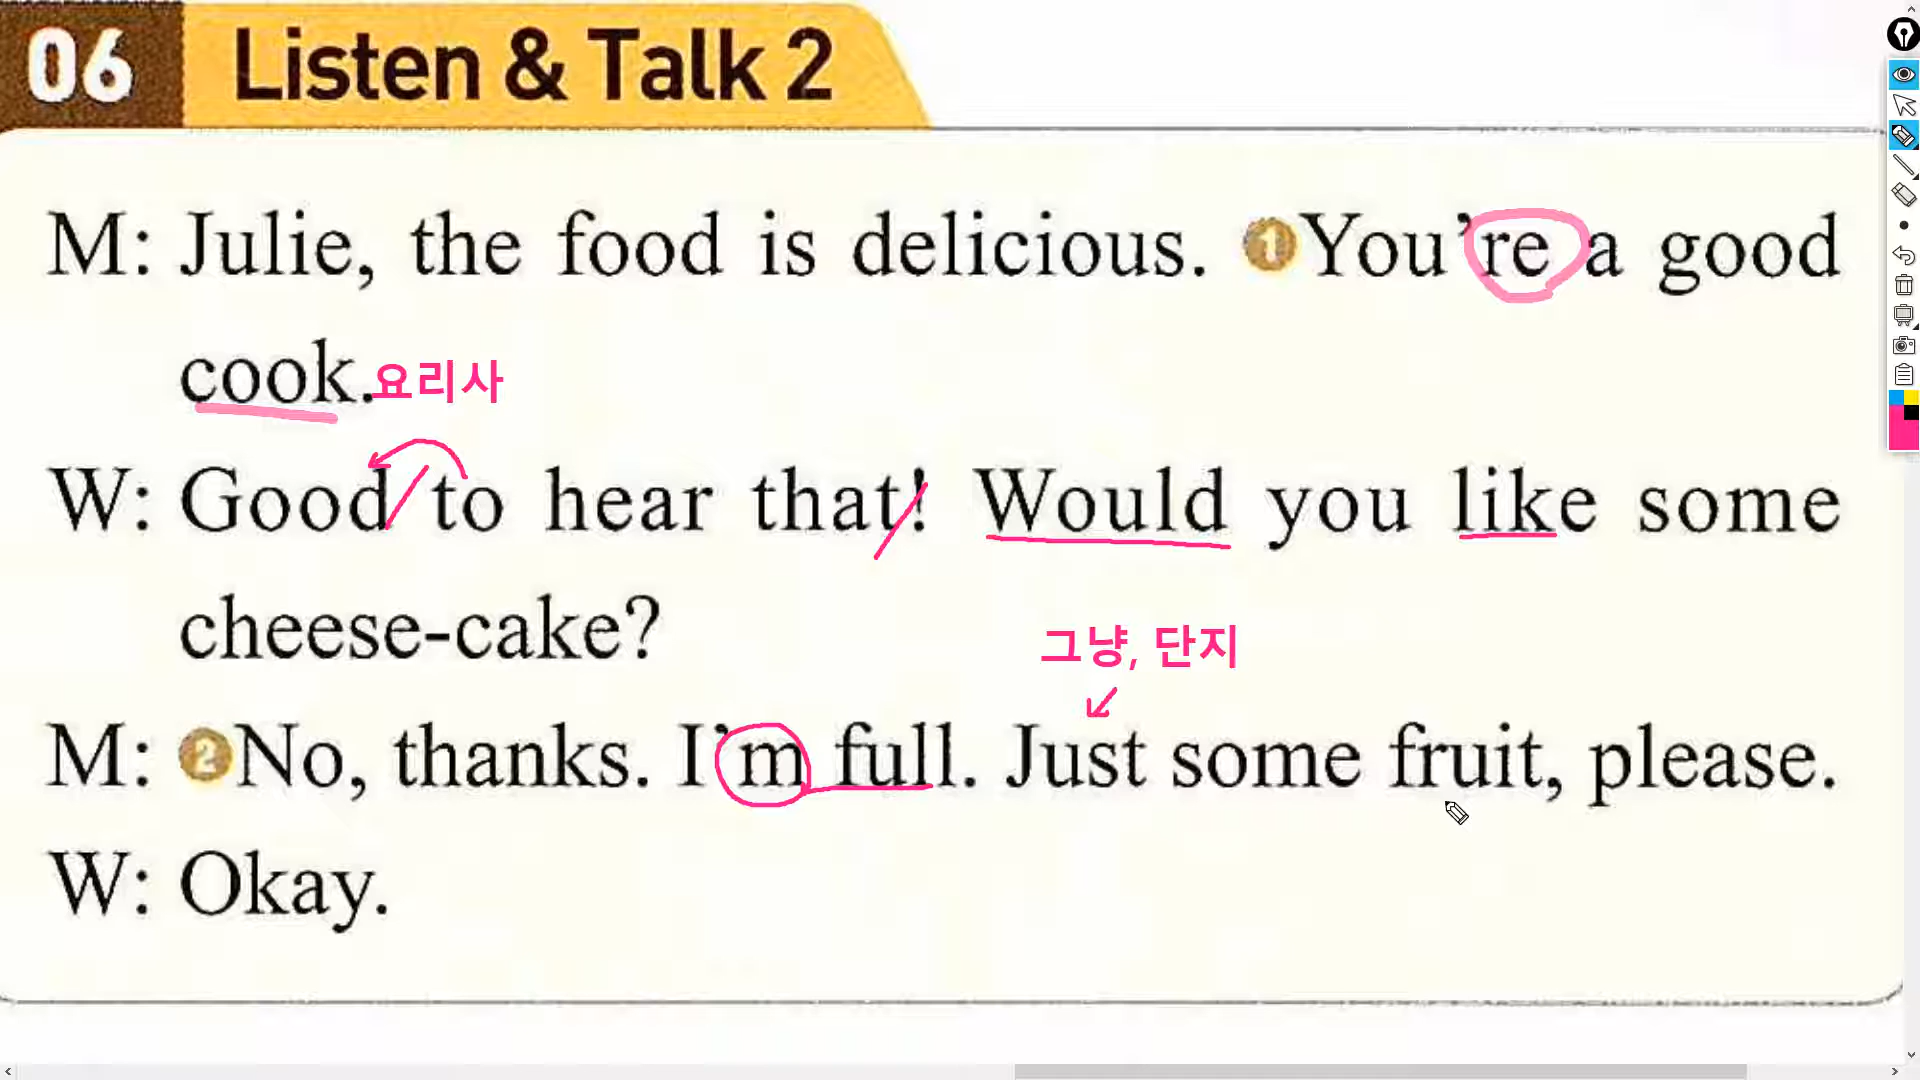 06 Listen & Talk 2
M: Julie, the food is delicious. 1 You're a good
cook. 요리사
W: Good to hear that! Would you like some
cheese-cake?
그냥, 단지
M: 2 No, thanks. I'm full. Just some fruit, please.
W: Okay.